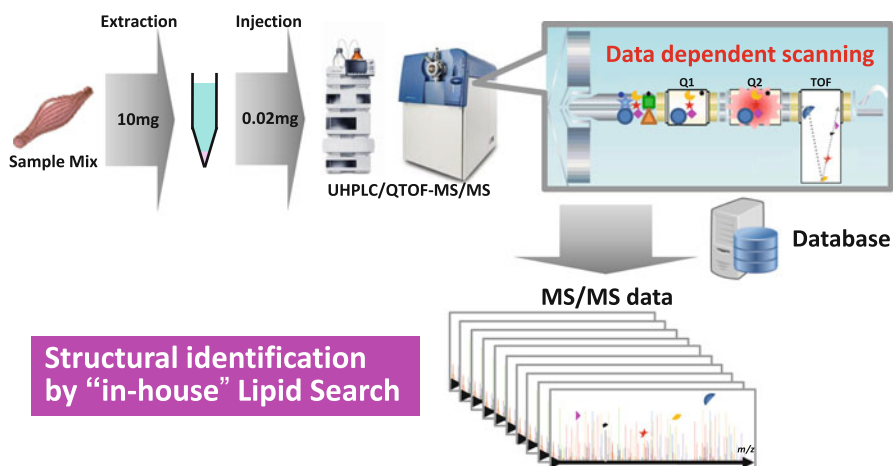 Extraction
Injection
Data dependent scanning
Q1
Q2
TOF
10mg
0.02mg
Sample Mix
UHPLC/QTOF-MS/MS
Database
MS/MS data
Structural identification
by “in-house” Lipid Search
m/z